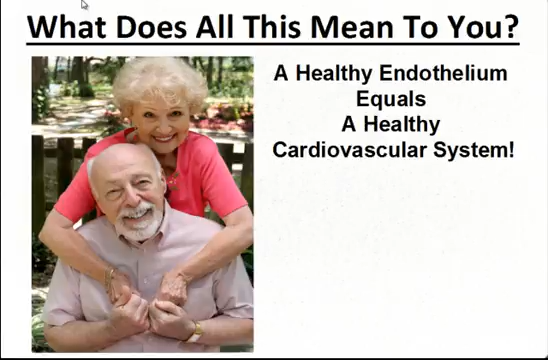 What Does All This Mean To You?
A Healthy Endothelium
Equals
A Healthy
Cardiovascular System!